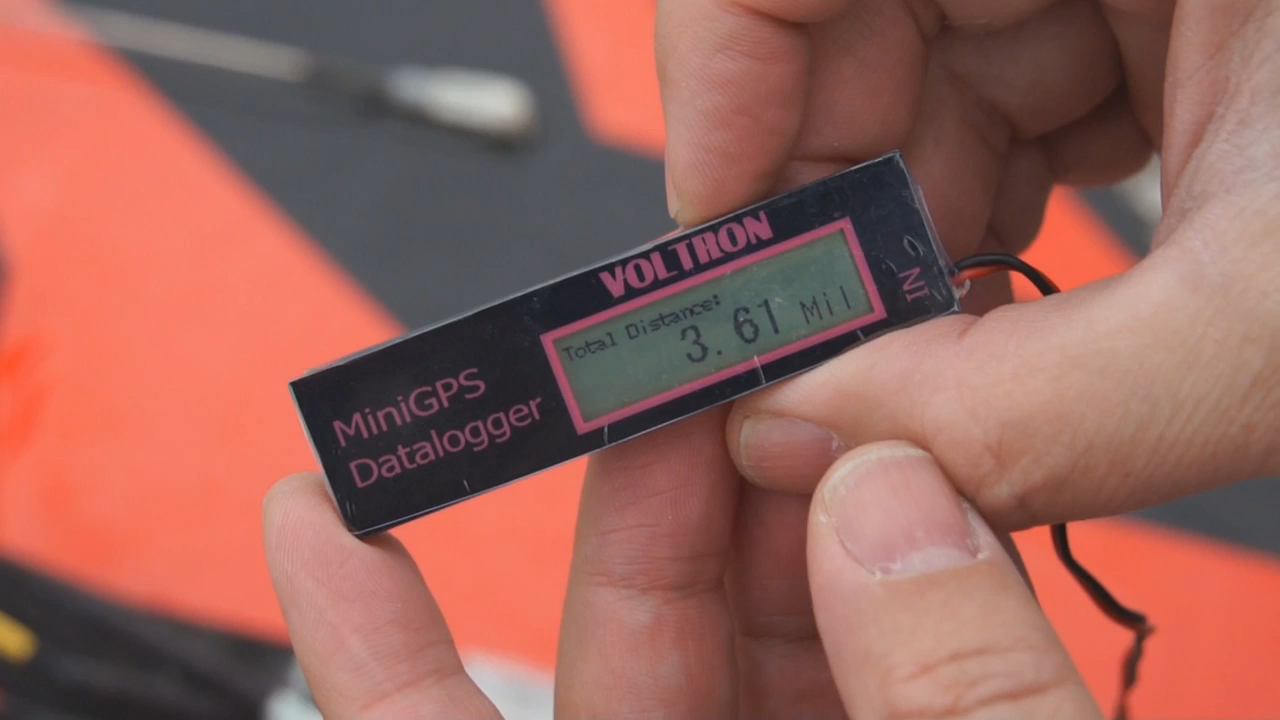 VOLTRON
Total Distance:
3.61 Mil
MiniGPS
Datalogger
IN